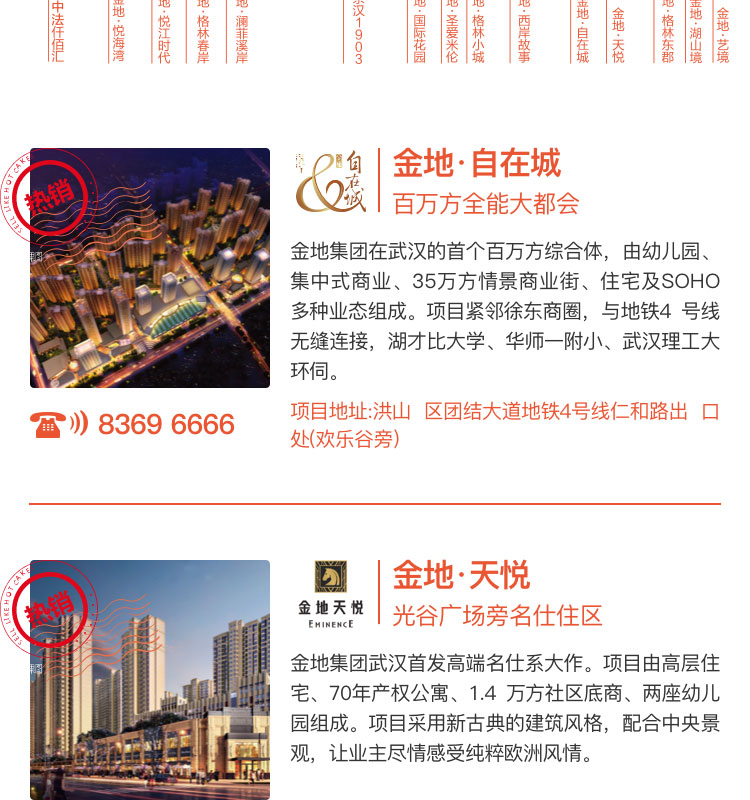 中法仟佰汇
金地·悦海湾
地·悦江时代
地·格林春岸
地·澜菲溪岸
汉1903
地·国际花园
地·圣爱米伦
地·格林小城
地·西岸故事
金地·自在城
金地·天悦
地·格林东郡
金地·湖山境
金地·艺境
热销
SELL LIKE HOT CAKE
自在城
金地·自在城
百万方全能大都会
金地集团在武汉的首个百万方综合体，由幼儿园、
集中式商业、35万方情景商业街、住宅及SOHO
多种业态组成。项目紧邻徐东商圈，与地铁4 号线
无缝连接，湖才比大学、华师一附小、武汉理工大
环伺。
8369 6666
项目地址:洪山 区团结大道地铁4号线仁和路出 口
处(欢乐谷旁)
热销
SELL LIKE HOT CAKE
金地天悦
EMINENCE
金地·天悦
光谷广场旁名仕住区
金地集团武汉首发高端名仕系大作。项目由高层住
宅、70年产权公寓、1.4 万方社区底商、两座幼儿
园组成。项目采用新古典的建筑风格，配合中央景
观，让业主尽情感受纯粹欧洲风情。